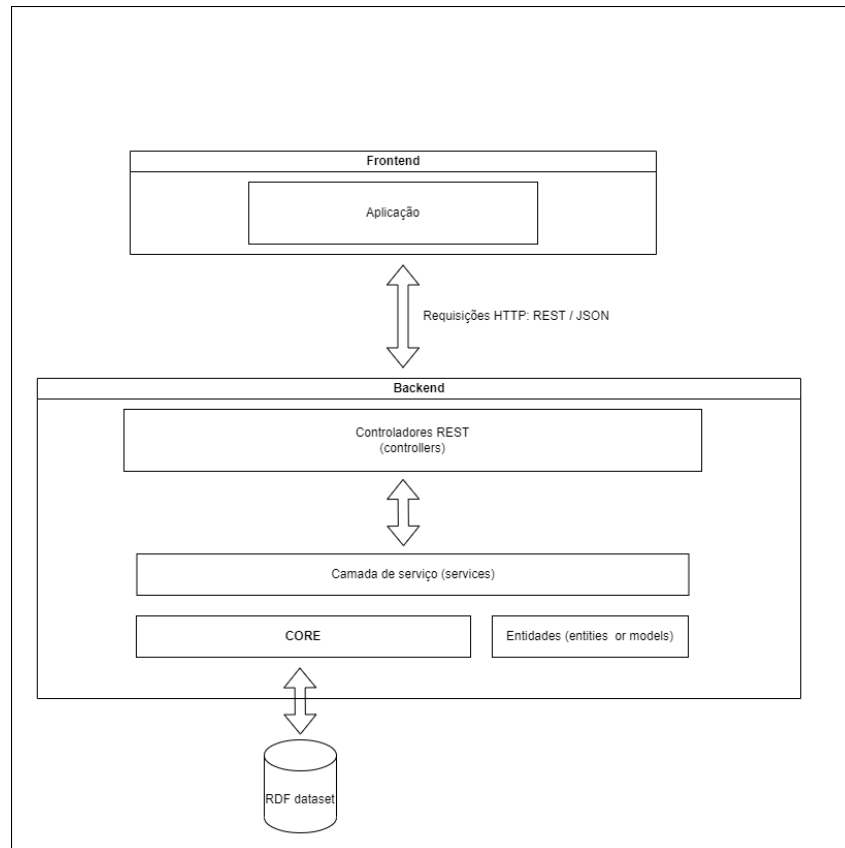 Frontend
Aplicação
Requisições HTTP: REST / JSON
Backend
Controladores REST
(controllers)
Camada de serviço (services)
CORE
Entidades (entities or models)
RDF dataset